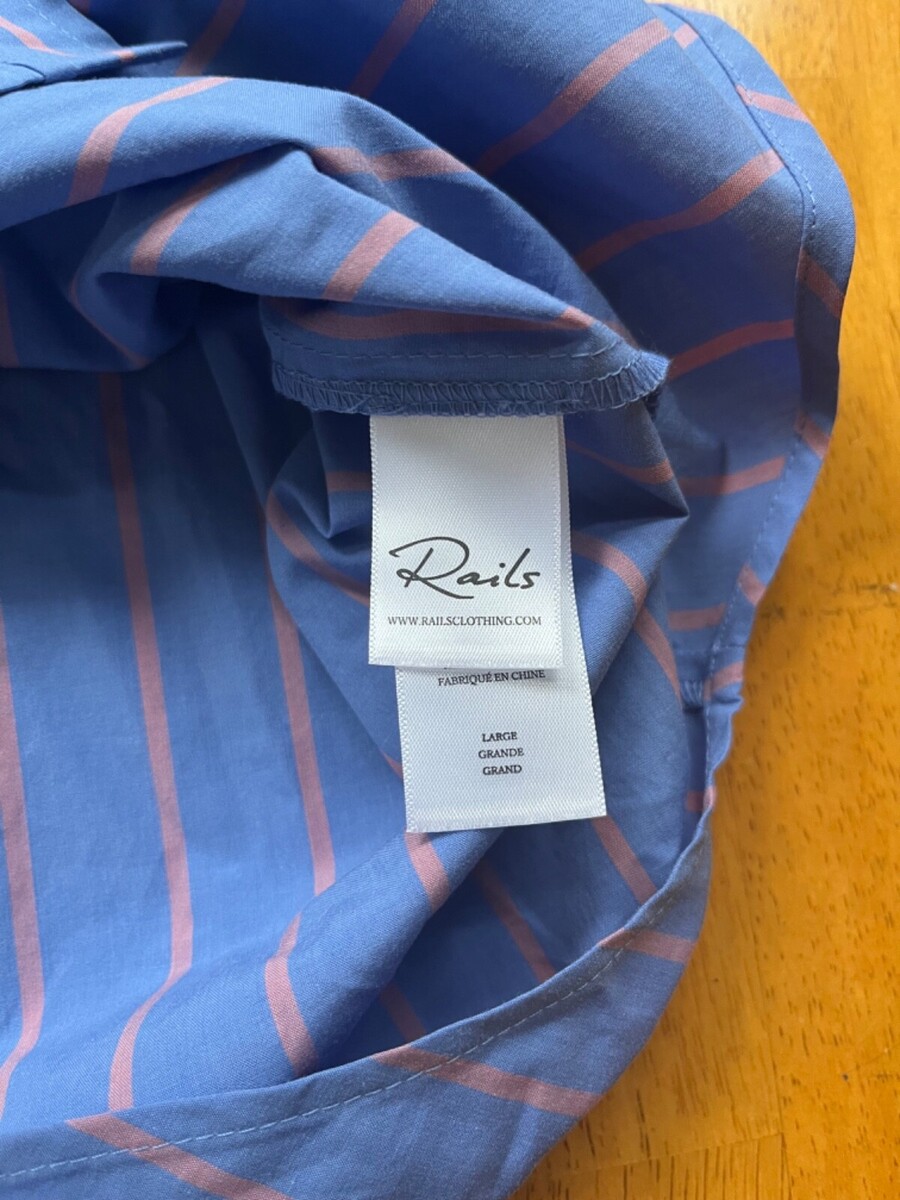 Rails
WWW.RAILSCLOTHING.COM
FABRIQUÉ EN CHINE
LARGE
GRANDE
GRAND